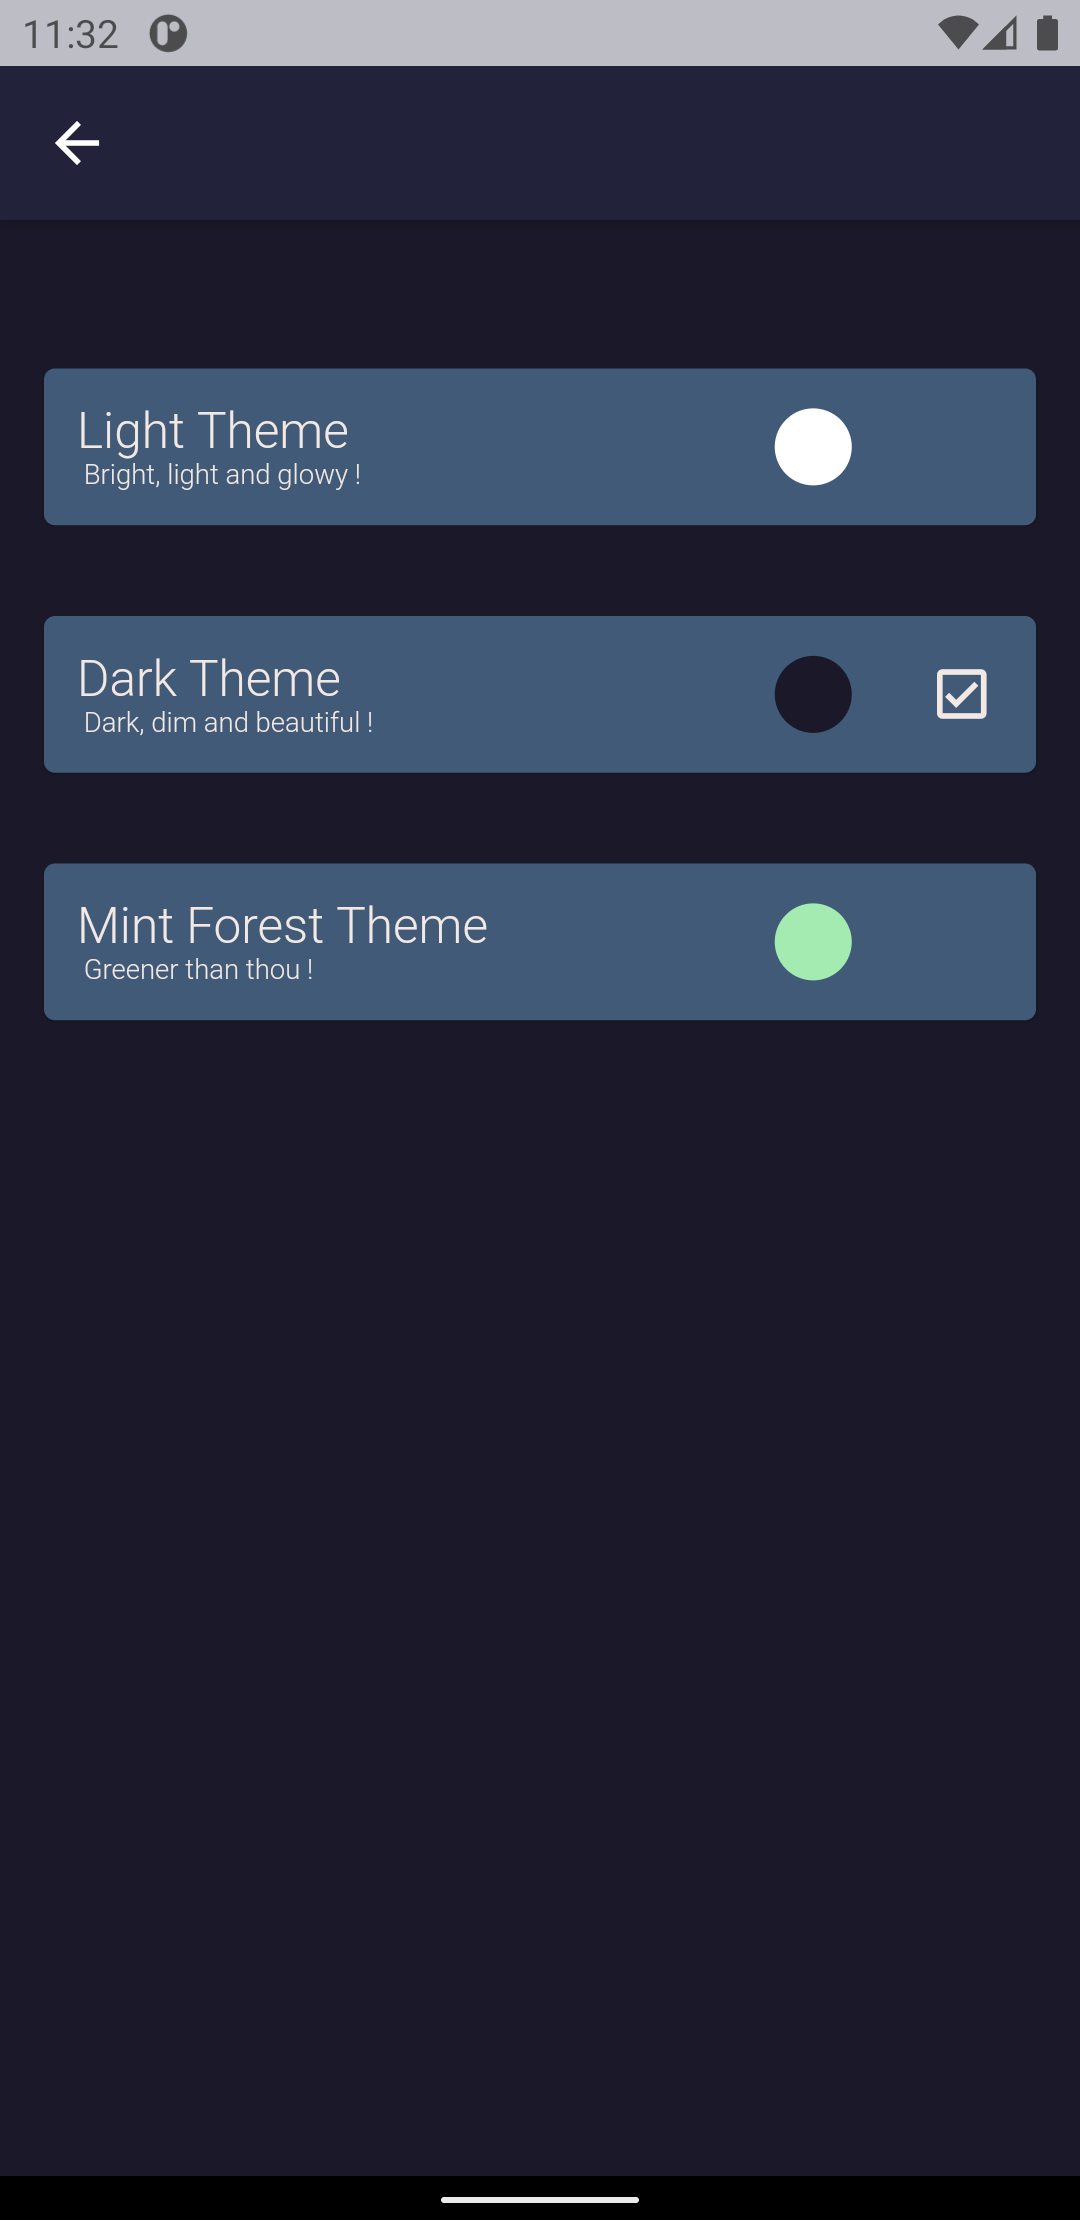 11:32
Light Theme
Bright, light and glowy !
Dark Theme
Dark, dim and beautiful !
Mint Forest Theme
Greener than thou !